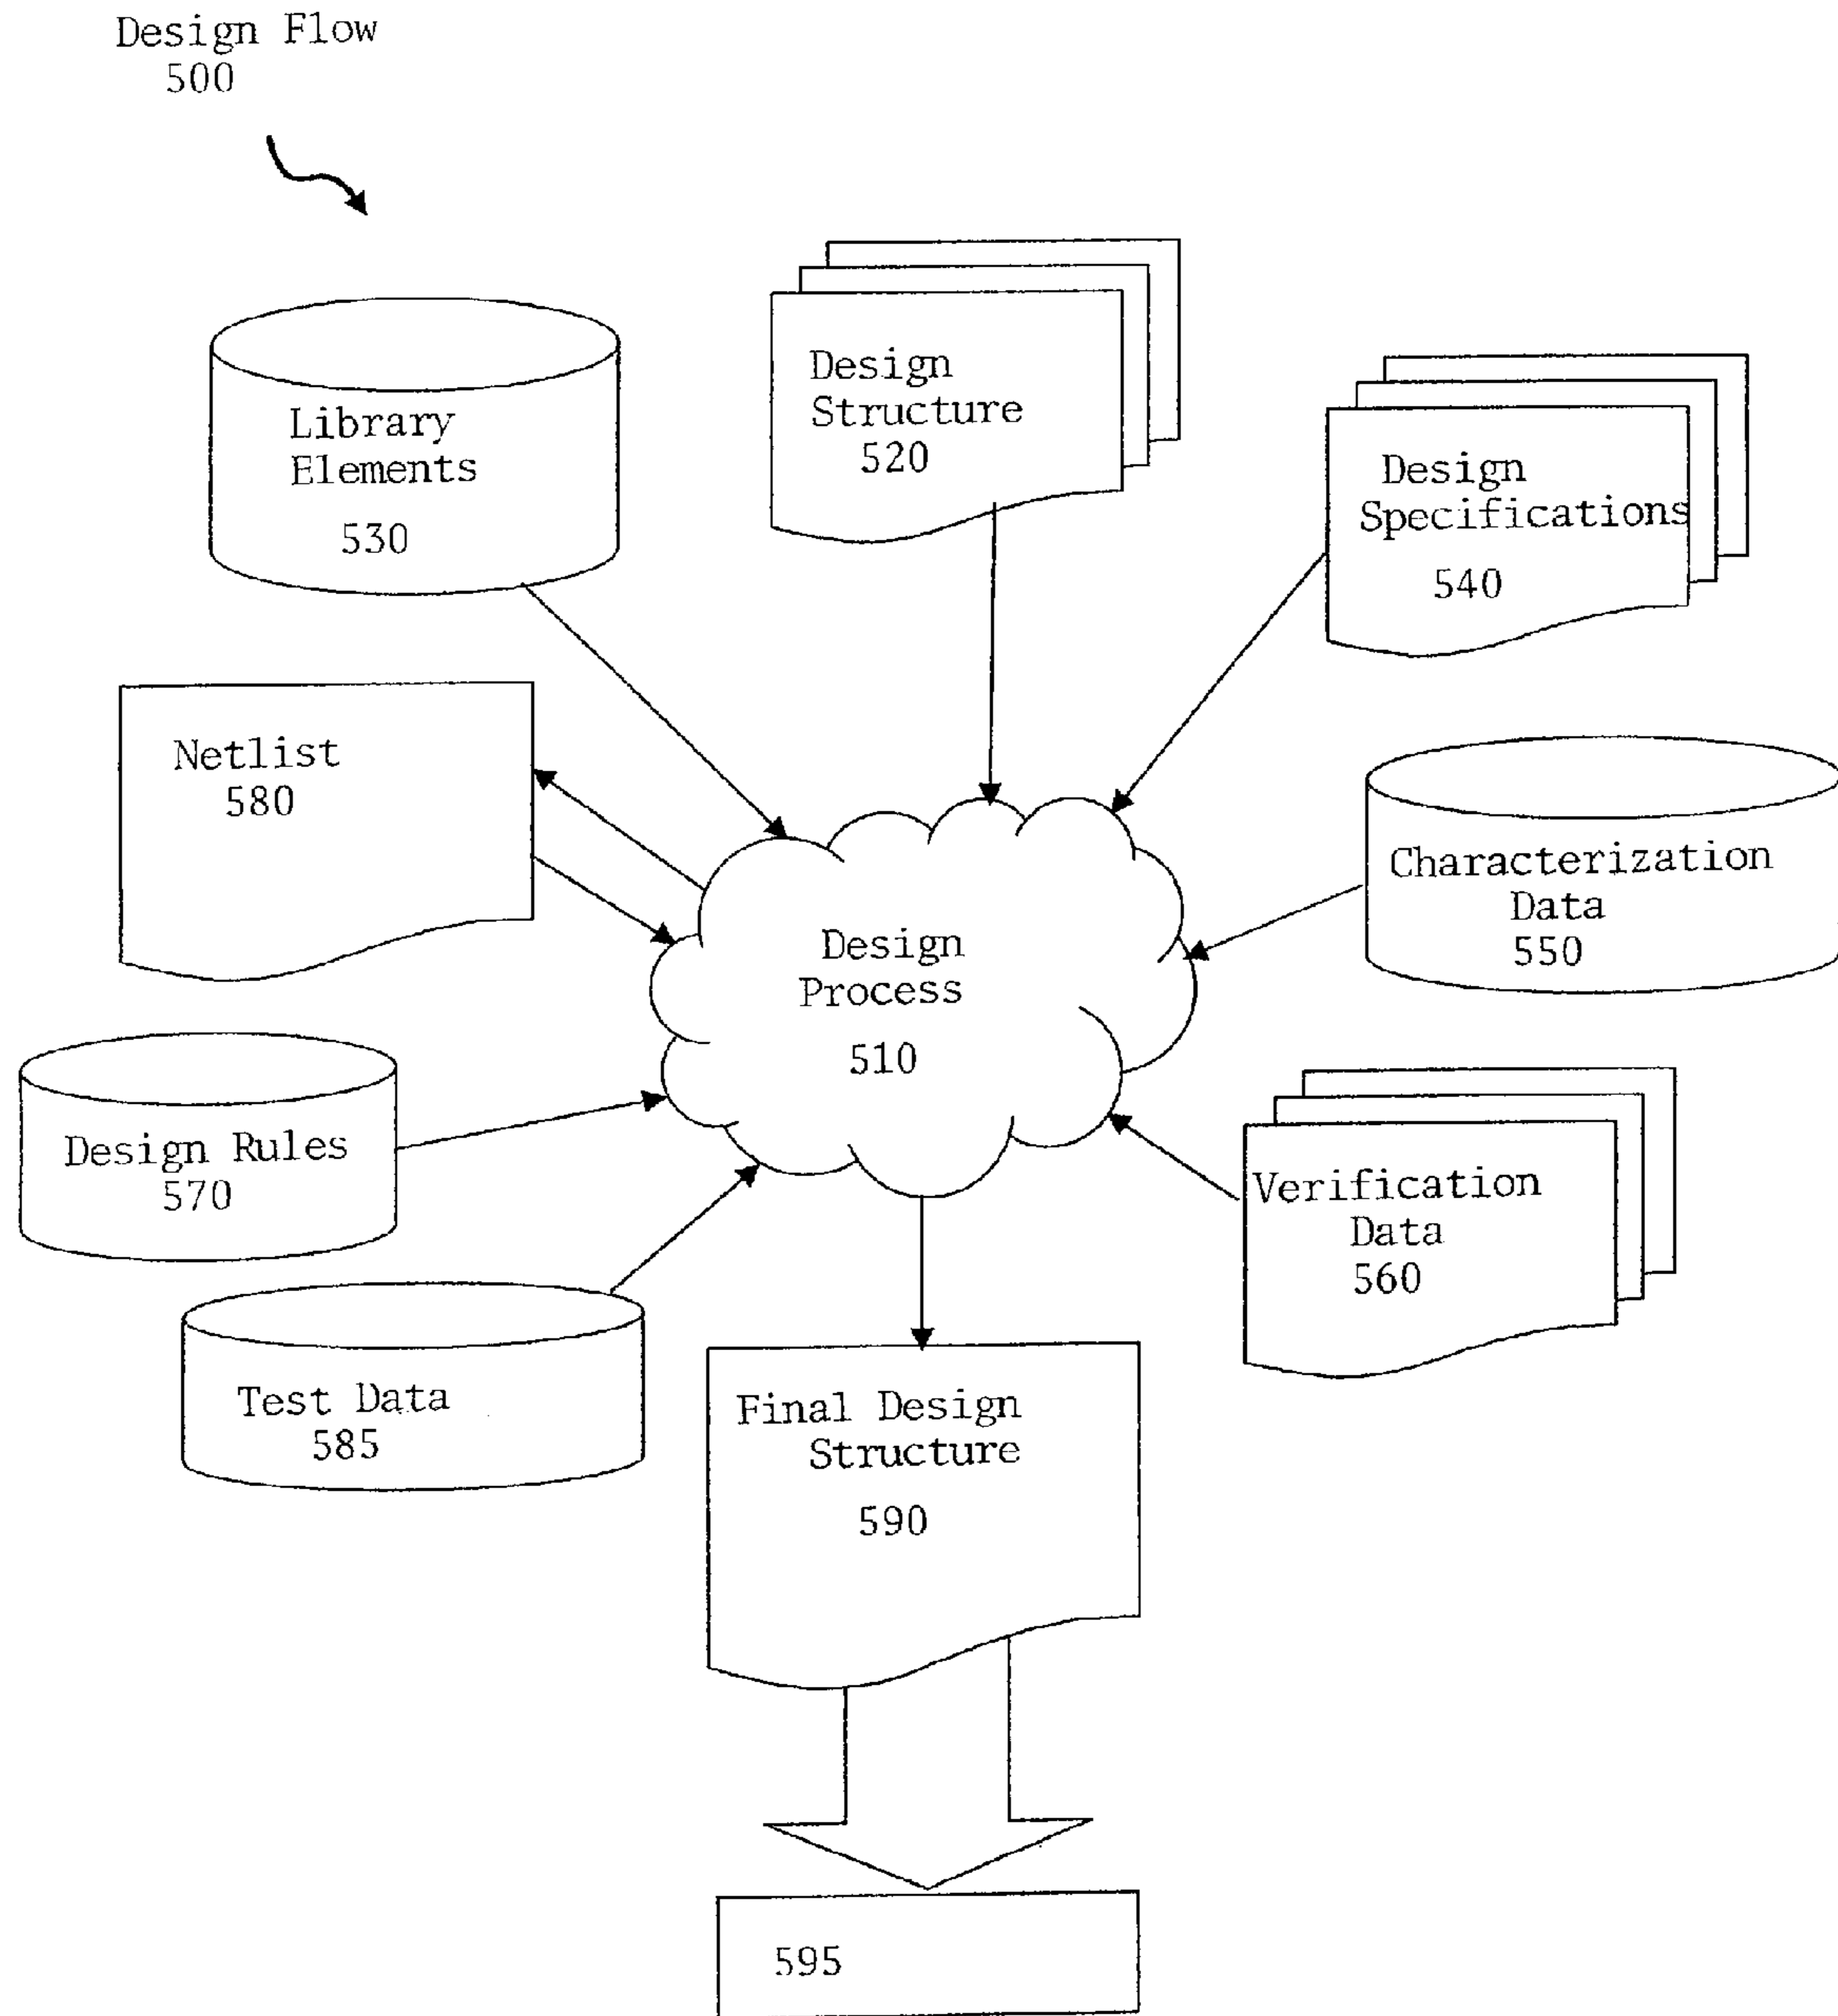 Design Flow
500
Design
Structure
520
Library
Elements
530
Design
Specifications
540
Netlist
580
Characterization
Data
550
Design
Process
510
Design Rules
570
Verification
Data
560
Test Data
585
Final Design
Structure
590
595